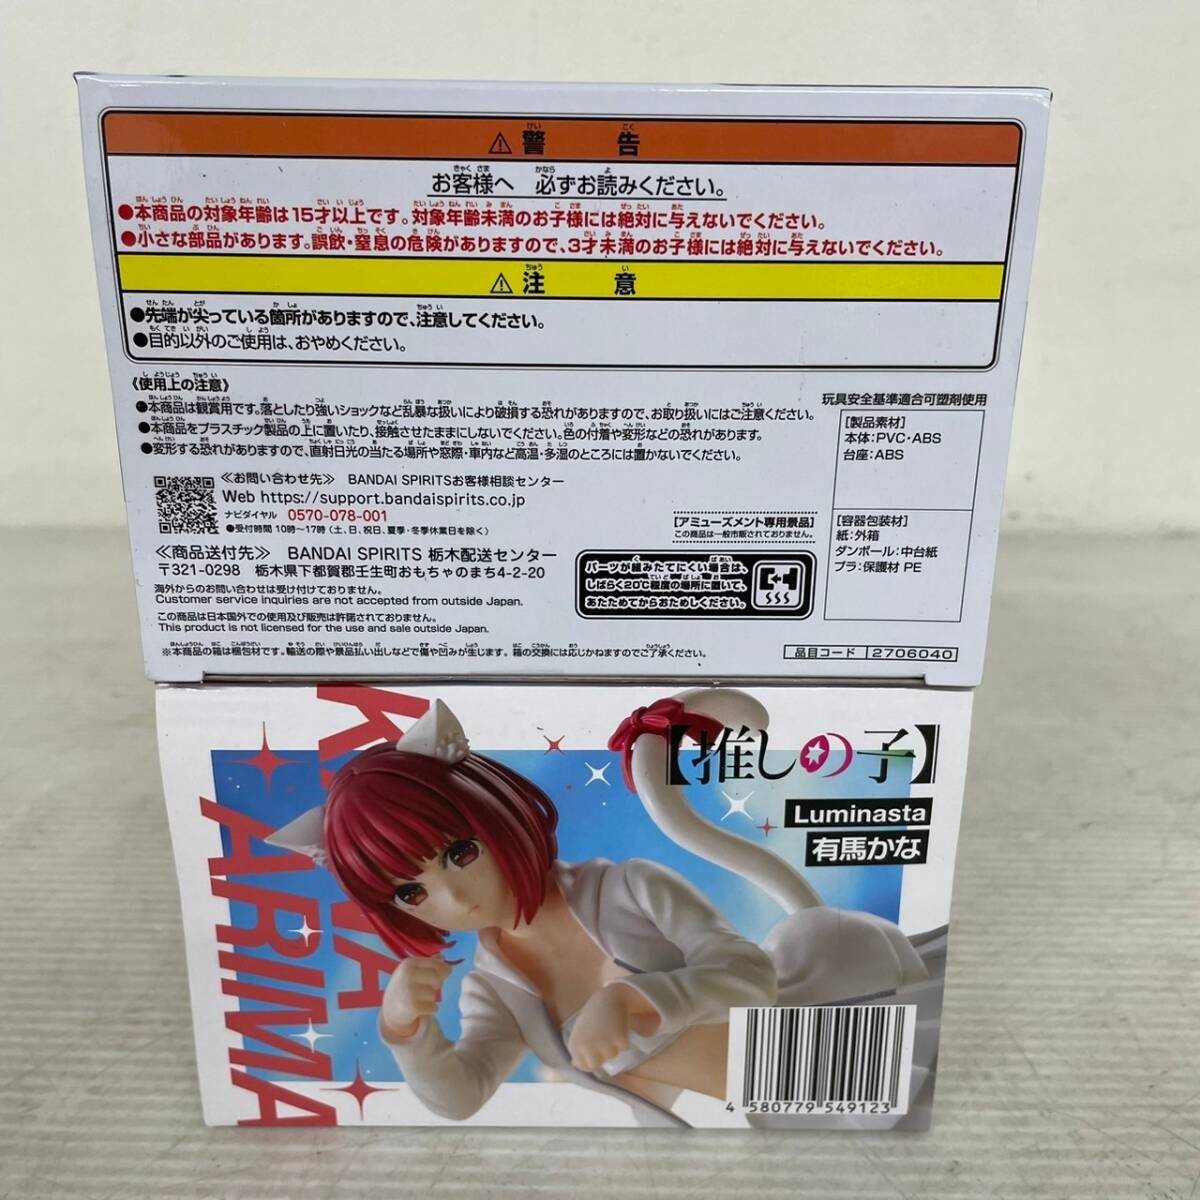 ⚠警告
お客様へ 必ずお読みください。
●本商品の対象年齢は15才以上です。対象年齢未満のお子様には絶対に与えないでください。
●小さな部品があります。誤飲・窒息の危険がありますので、3才未満のお子様には絶対に与えないでください。
⚠注意
●先端が尖っている箇所がありますので、注意してください。
●目的以外のご使用は、おやめください。
《使用上の注意》
●本商品は観賞用です。落としたり強いショックなど乱暴な扱いにより破損する恐れがありますので、お取り扱いにはご注意ください。
●本商品をプラスチック製品の上に置いたり、接触させたままにしないでください。色の付着や変形などの恐れがあります。
●変形する恐れがありますので、直射日光の当たる場所や窓際・車内など高温・多湿のところには置かないでください。
玩具安全基準適合可塑剤使用
[製品素材]
本体:PVC・ABS
台座:ABS
[容器包装材]
紙:外箱
ダンボール:中台紙
プラ:保護材 PE
≪お問い合わせ先≫ BANDAI SPIRITSお客様相談センター
Web https://support.bandaispirits.co.jp
ナビダイヤル 0570-078-001
●受付時間 10時〜17時(土、日、祝日、夏季・冬季休業日を除く)
[アミューズメント専用景品]
この商品は一般市販されておりません。
≪商品送付先≫ BANDAI SPIRITS 栃木配送センター
〒321-0298 栃木県下都賀郡壬生町おもちゃのまち4-2-20
パーツが組みたてにくい場合は、
しばらく20℃程度の場所に置いて、
あたためてからおためしください。
海外からのお問い合わせは受け付けておりません。
Customer service inquiries are not accepted from outside Japan.
この商品は日本国外での使用及び販売は許諾されておりません。
This product is not licensed for the use and sale outside Japan.
※本商品の箱は梱包材です。輸送の際や景品払い出しなどで傷や凹みが生じます。箱の交換には応じかねますのでご了承ください。
品目コード 2706040
KANA
ARIMA
【推しの子】
Luminasta
有馬かな
4 580779 549123